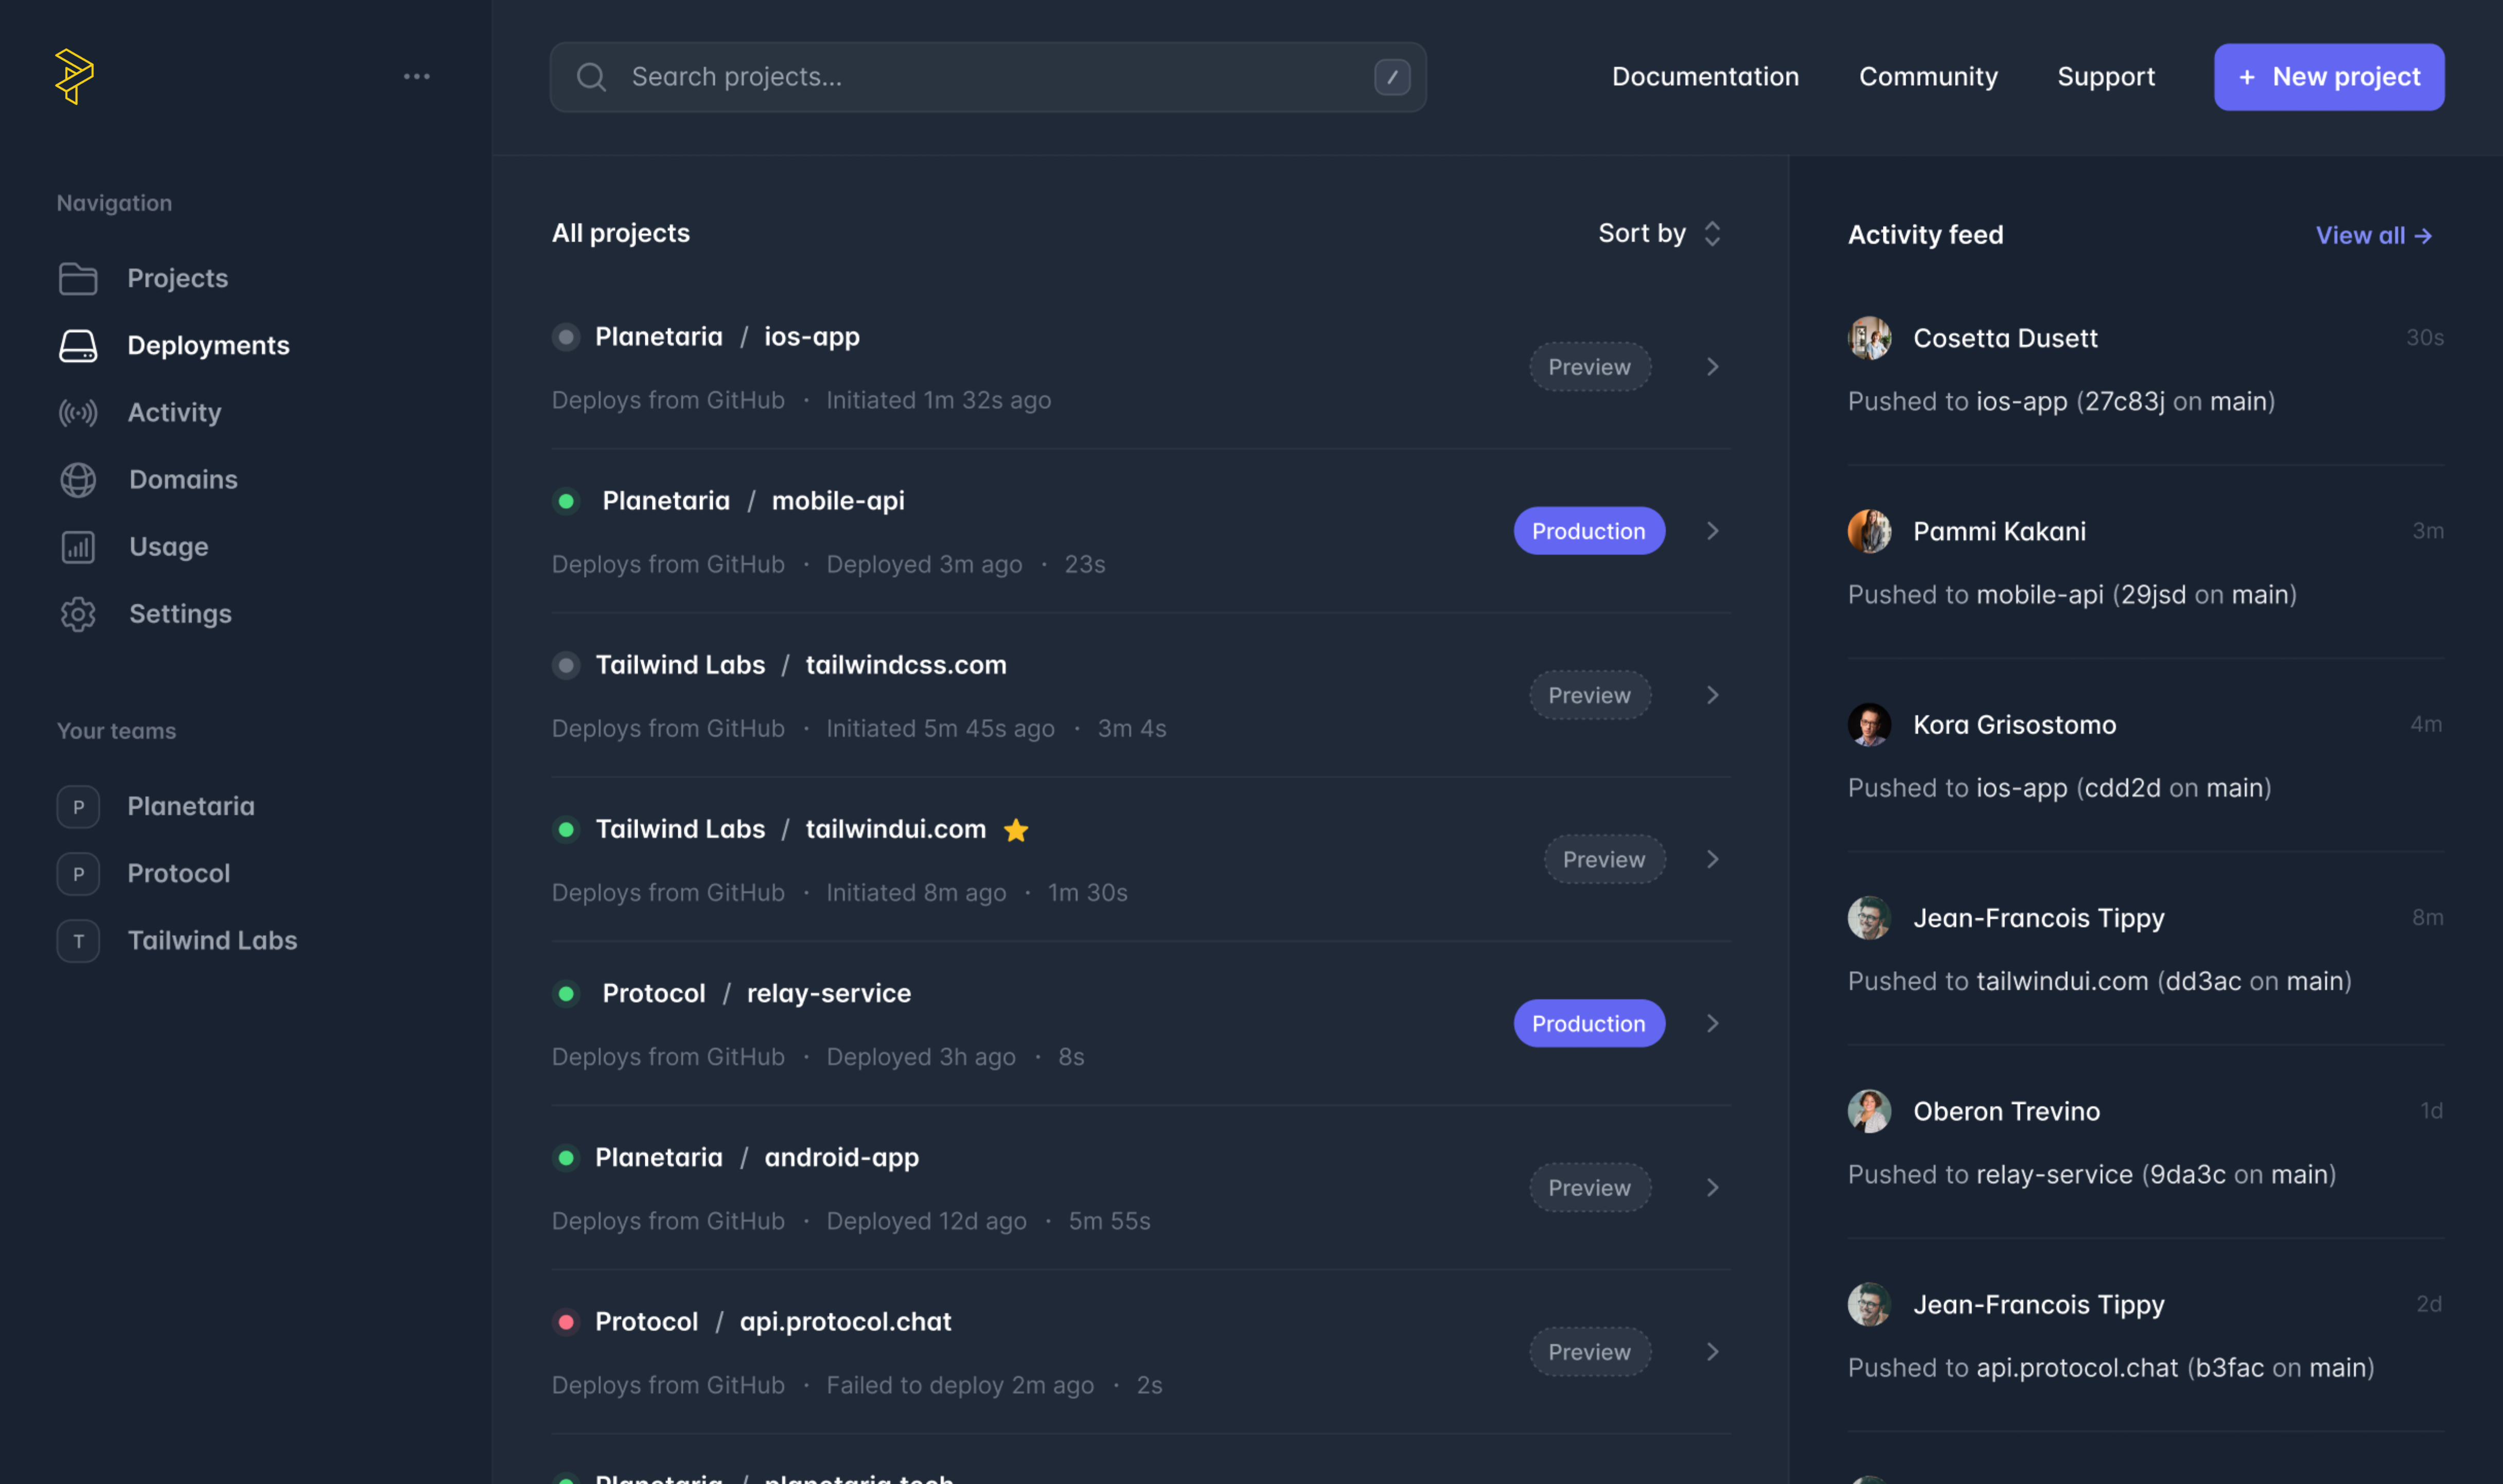 Search projects...
/
Documentation
Community
Support
+ New project
Navigation
Projects
Deployments
Activity
Domains
Usage
Settings
Your teams
P Planetaria
P Protocol
T Tailwind Labs
All projects
Sort by
Planetaria / ios-app
Deploys from GitHub · Initiated 1m 32s ago
Preview
Planetaria / mobile-api
Deploys from GitHub · Deployed 3m ago · 23s
Production
Tailwind Labs / tailwindcss.com
Deploys from GitHub · Initiated 5m 45s ago · 3m 4s
Preview
Tailwind Labs / tailwindui.com
Deploys from GitHub · Initiated 8m ago · 1m 30s
Preview
Protocol / relay-service
Deploys from GitHub · Deployed 3h ago · 8s
Production
Planetaria / android-app
Deploys from GitHub · Deployed 12d ago · 5m 55s
Preview
Protocol / api.protocol.chat
Deploys from GitHub · Failed to deploy 2m ago · 2s
Preview
Planetaria / planetaria.tech
Activity feed
View all →
Cosetta Dusett 30s
Pushed to ios-app (27c83j on main)
Pammi Kakani 3m
Pushed to mobile-api (29jsd on main)
Kora Grisostomo 4m
Pushed to ios-app (cdd2d on main)
Jean-Francois Tippy 8m
Pushed to tailwindui.com (dd3ac on main)
Oberon Trevino 1d
Pushed to relay-service (9da3c on main)
Jean-Francois Tippy 2d
Pushed to api.protocol.chat (b3fac on main)